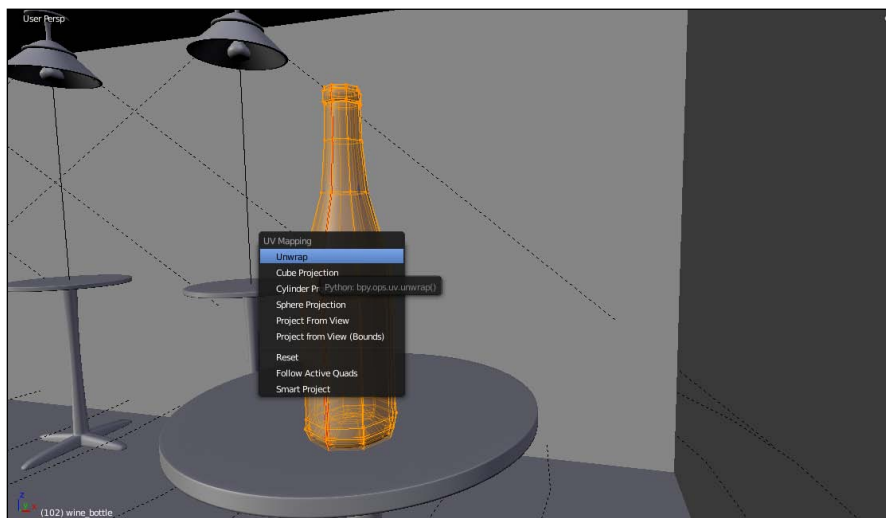 User Persp
UV Mapping
Unwrap
Cube Projection
Cylinder Pr
Python: bpy.ops.uv.unwrap()
Sphere Projection
Project From View
Project from View (Bounds)
Reset
Follow Active Quads
Smart Project
z
x
(102) wine_bottle